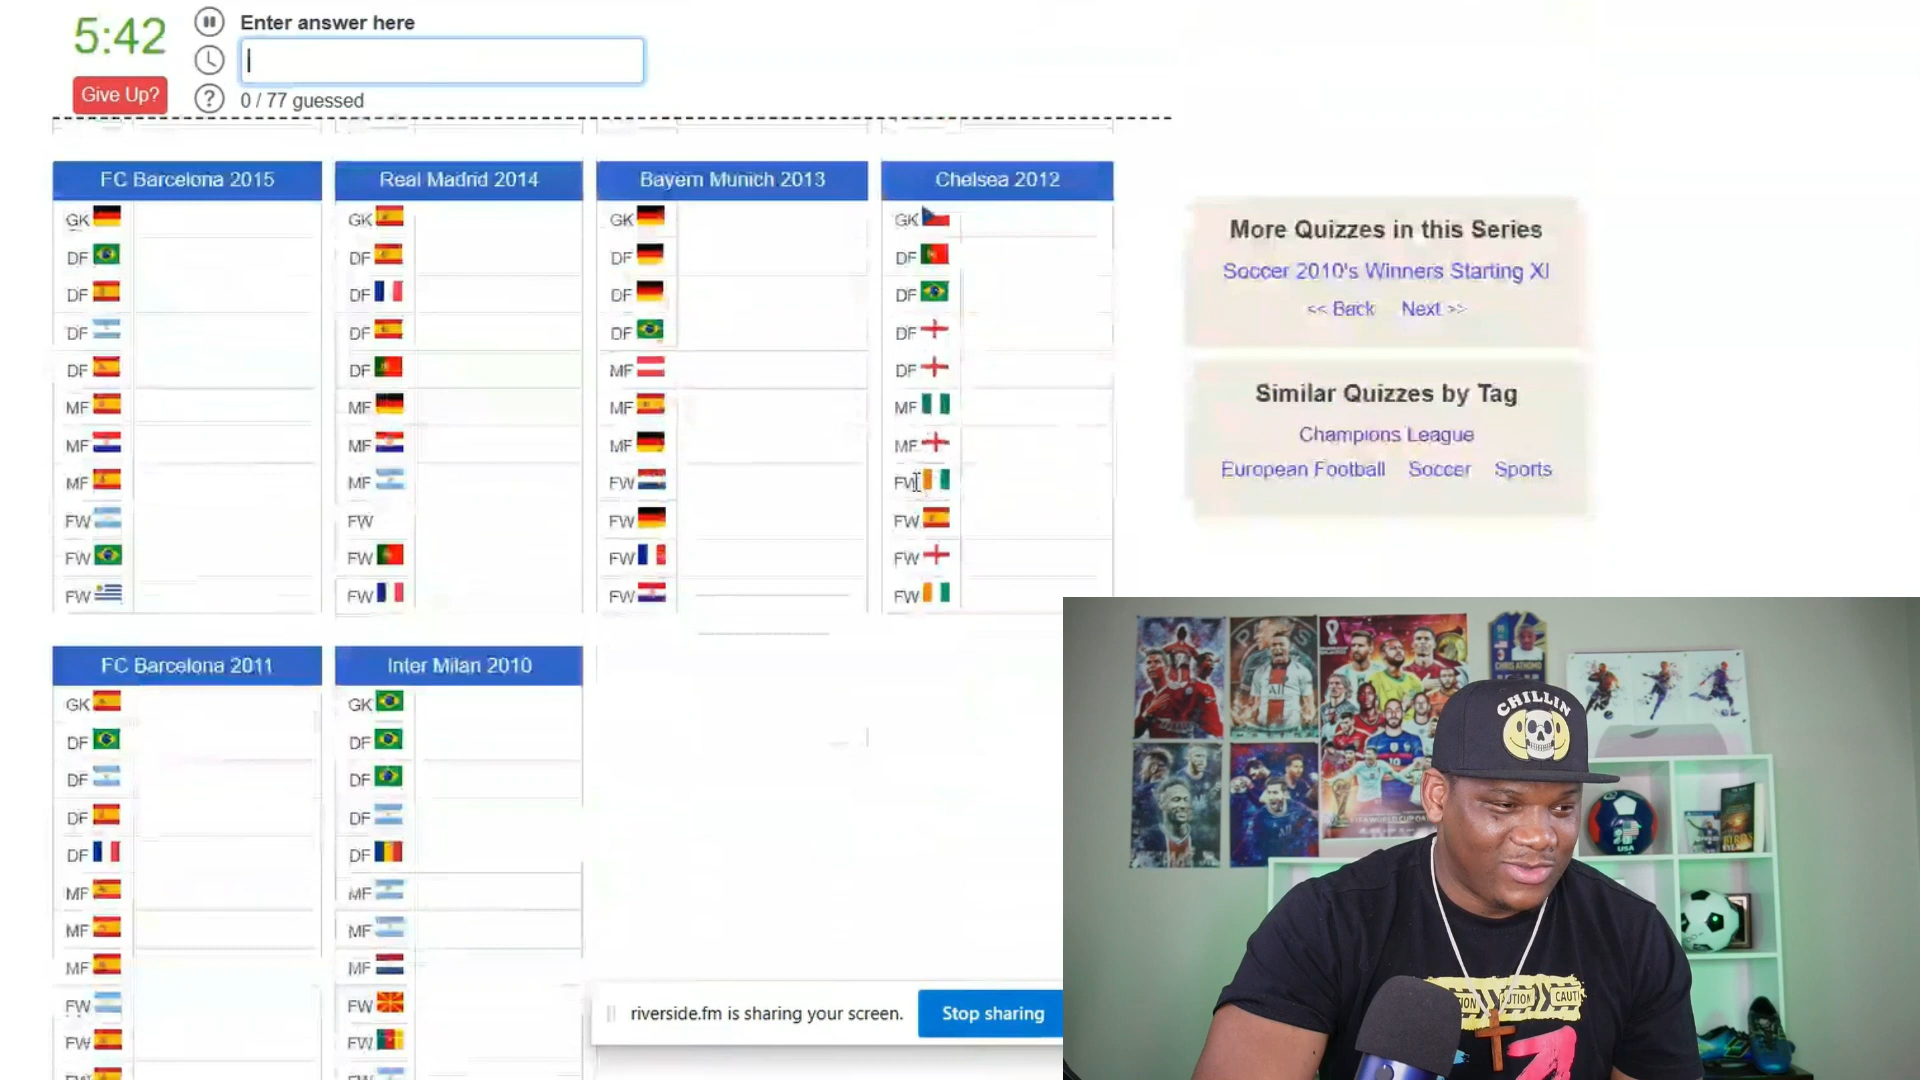 5:42
Enter answer here
Give Up?
0 / 77 guessed
FC Barcelona 2015
GK
DF
DF
DF
DF
MF
MF
MF
FW
FW
FW
Real Madrid 2014
GK
DF
DF
DF
DF
MF
MF
MF
FW
FW
FW
Bayern Munich 2013
GK
DF
DF
DF
MF
MF
MF
FW
FW
FW
FW
Chelsea 2012
GK
DF
DF
DF
DF
MF
MF
FW
FW
FW
FW
More Quizzes in this Series
Soccer 2010's Winners Starting XI
<< Back Next >>
Similar Quizzes by Tag
Champions League
European Football Soccer Sports
FC Barcelona 2011
GK
DF
DF
DF
DF
MF
MF
MF
FW
FW
FW
Inter Milan 2010
GK
DF
DF
DF
DF
MF
MF
MF
FW
FW
FW
riverside.fm is sharing your screen.
Stop sharing
CHILLIN
CHRIS ATHOMO
USA
CAUT